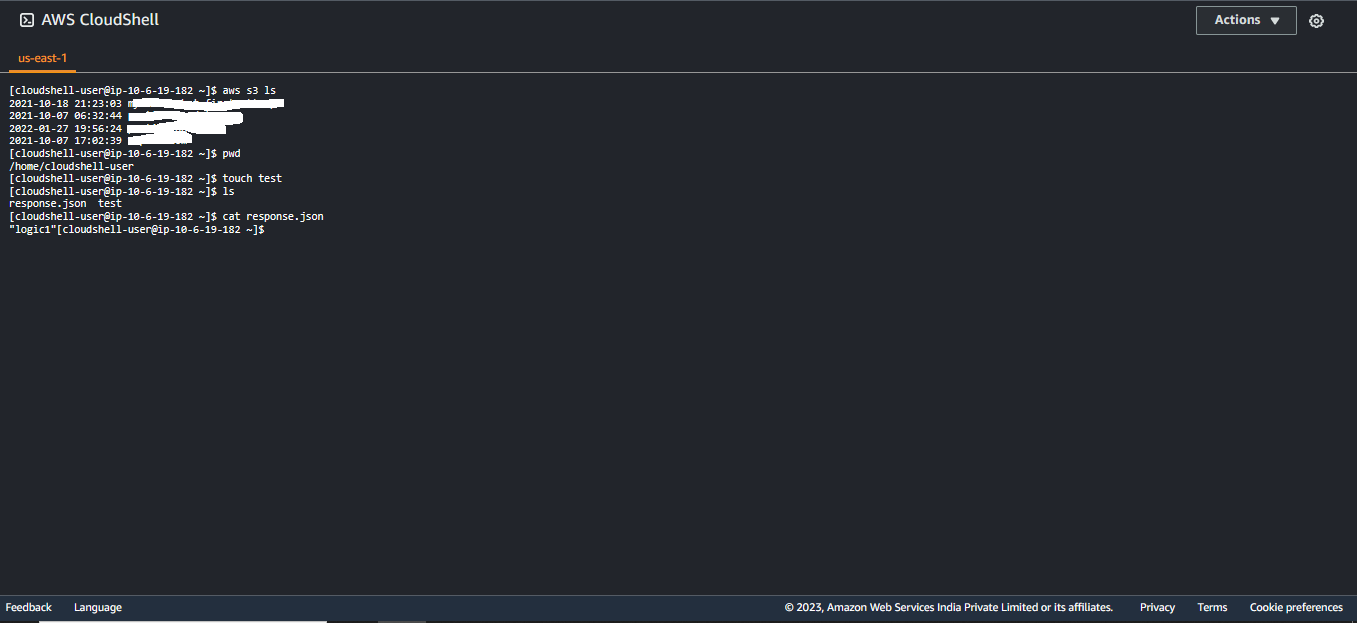 AWS CloudShell
Actions ▼
us-east-1
[cloudshell-user@ip-10-6-19-182 ~]$ aws s3 ls
2021-10-18 21:23:03
2021-10-07 06:32:44
2022-01-27 19:56:24
2021-10-07 17:02:39
[cloudshell-user@ip-10-6-19-182 ~]$ pwd
/home/cloudshell-user
[cloudshell-user@ip-10-6-19-182 ~]$ touch test
[cloudshell-user@ip-10-6-19-182 ~]$ ls
response.json  test
[cloudshell-user@ip-10-6-19-182 ~]$ cat response.json
"logic1"[cloudshell-user@ip-10-6-19-182 ~]$
Feedback Language © 2023, Amazon Web Services India Private Limited or its affiliates. Privacy Terms Cookie preferences